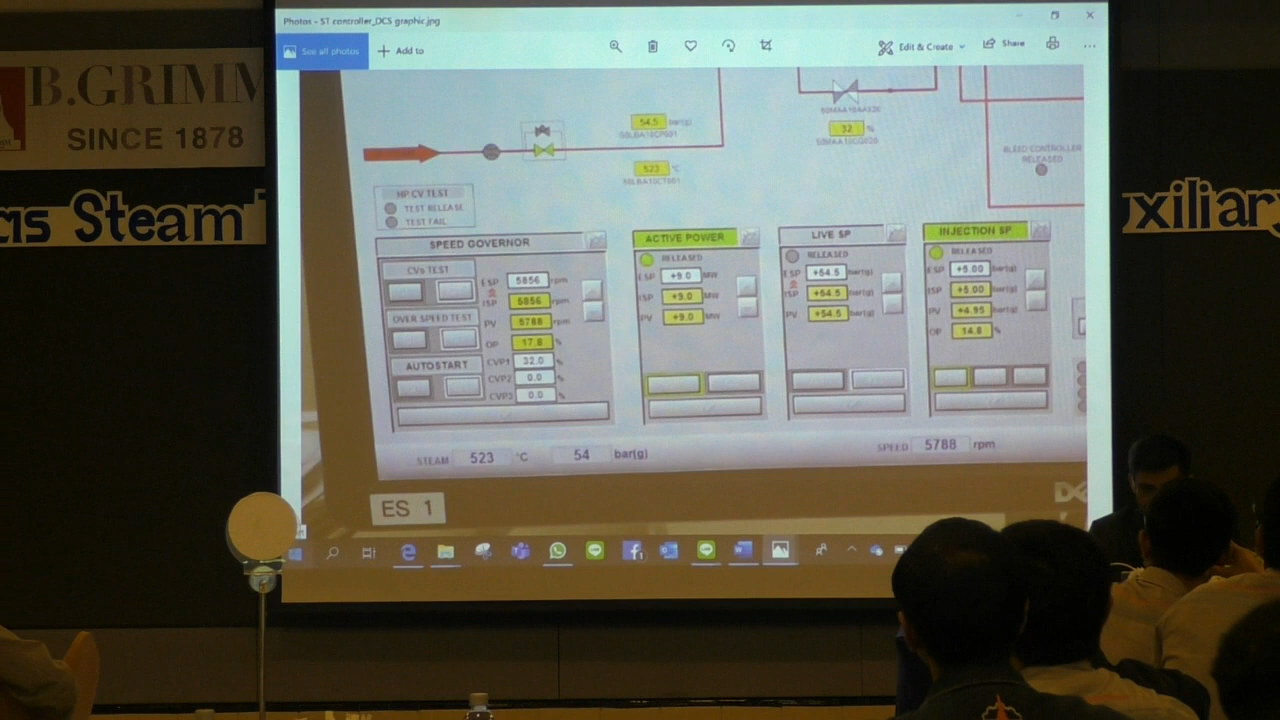 Photos - ST controller_DCS graphic.jpg
See all photos
Add to
Edit & Create
Share
B.GRIMM
SINCE 1878
as Steam T
uxiliary
54.5 bar(g)
50LBA10CP001
523 °C
50LBA10CT001
32 %
BLEED CONTROLLER
RELEASED
HP CV TEST
TEST RELEASE
TEST FAIL
SPEED GOVERNOR
CVs TEST
OVER SPEED TEST
AUTOSTART
ESP 5856 rpm
ISP 5856 rpm
PV 5788 rpm
OP 17.8 %
CVP1 32.0 %
CVP2 0.0 %
CVP3 0.0 %
ACTIVE POWER
RELEASED
ESP +9.0 MW
ISP +9.0 MW
PV +9.0 MW
LIVE SP
RELEASED
ESP +54.5 bar(g)
ISP +54.5 bar(g)
PV +54.5 bar(g)
INJECTION SP
RELEASED
ESP +5.00 bar(g)
ISP +5.00 bar(g)
PV +4.95 bar(g)
OP 14.8 %
STEAM 523 °C 54 bar(g)
SPEED 5788 rpm
ES 1